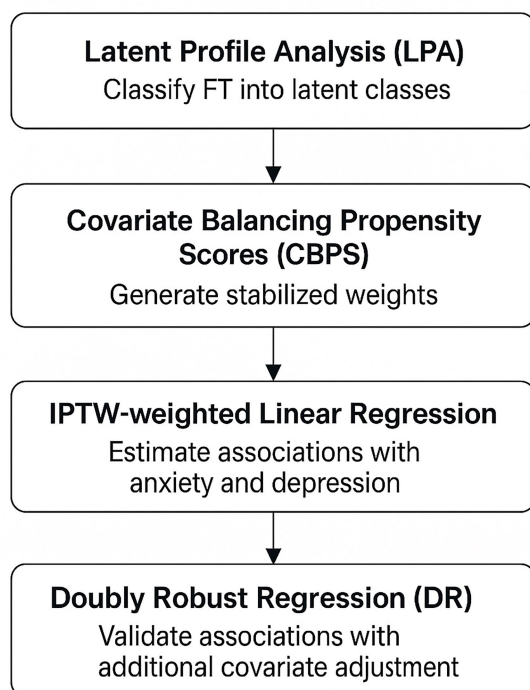 Latent Profile Analysis (LPA)
Classify FT into latent classes
Covariate Balancing Propensity
Scores (CBPS)
Generate stabilized weights
IPTW-weighted Linear Regression
Estimate associations with
anxiety and depression
Doubly Robust Regression (DR)
Validate associations with
additional covariate adjustment